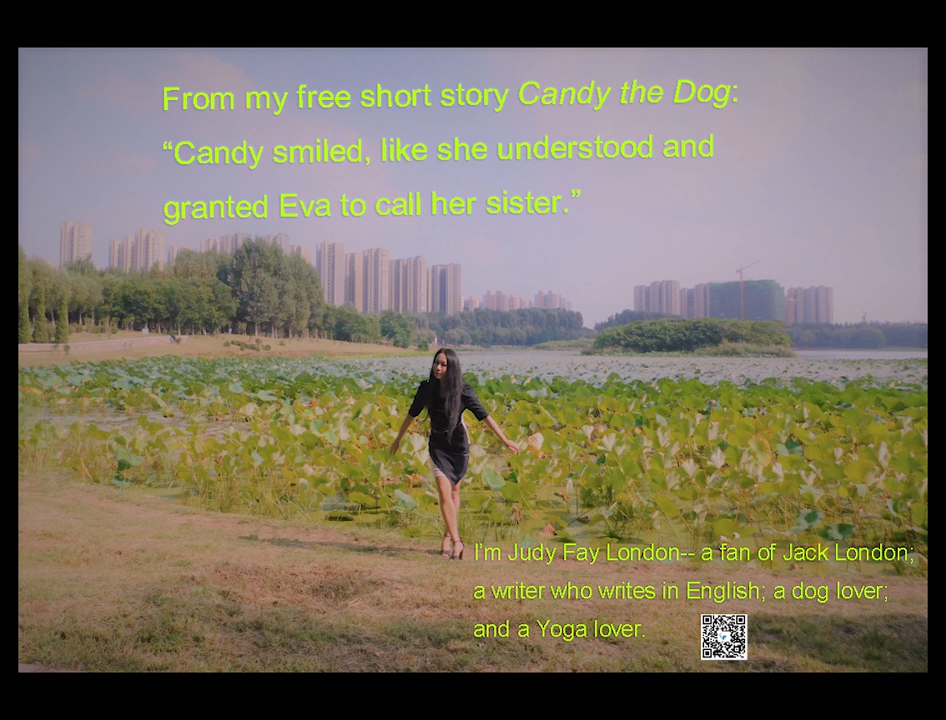 From my free short story Candy the Dog:
“Candy smiled, like she understood and
granted Eva to call her sister.”
I'm Judy Fay London-- a fan of Jack London;
a writer who writes in English; a dog lover;
and a Yoga lover.